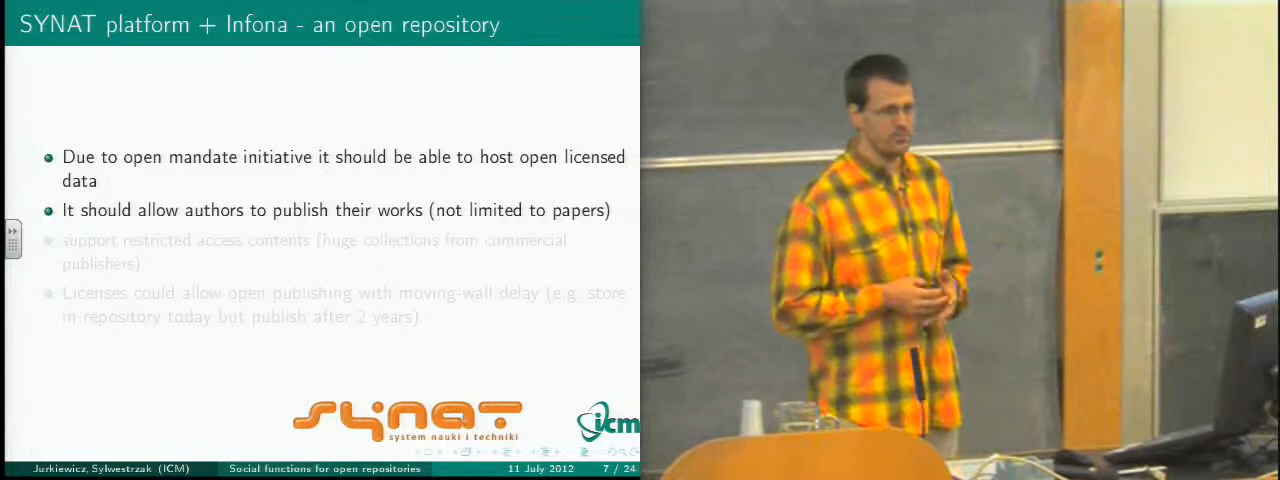 SYNAT platform + Infona - an open repository
Due to open mandate initiative it should be able to host open licensed
data
It should allow authors to publish their works (not limited to papers)
support restricted access contents (huge collections from commercial
publishers)
Licenses could allow open publishing with moving-wall delay (e.g. store
in repository today but publish after 2 years)
synat
system nauki i techniki
icm
Jurkiewicz, Sylwestrzak (ICM) Social functions for open repositories 11 July 2012 7 / 24